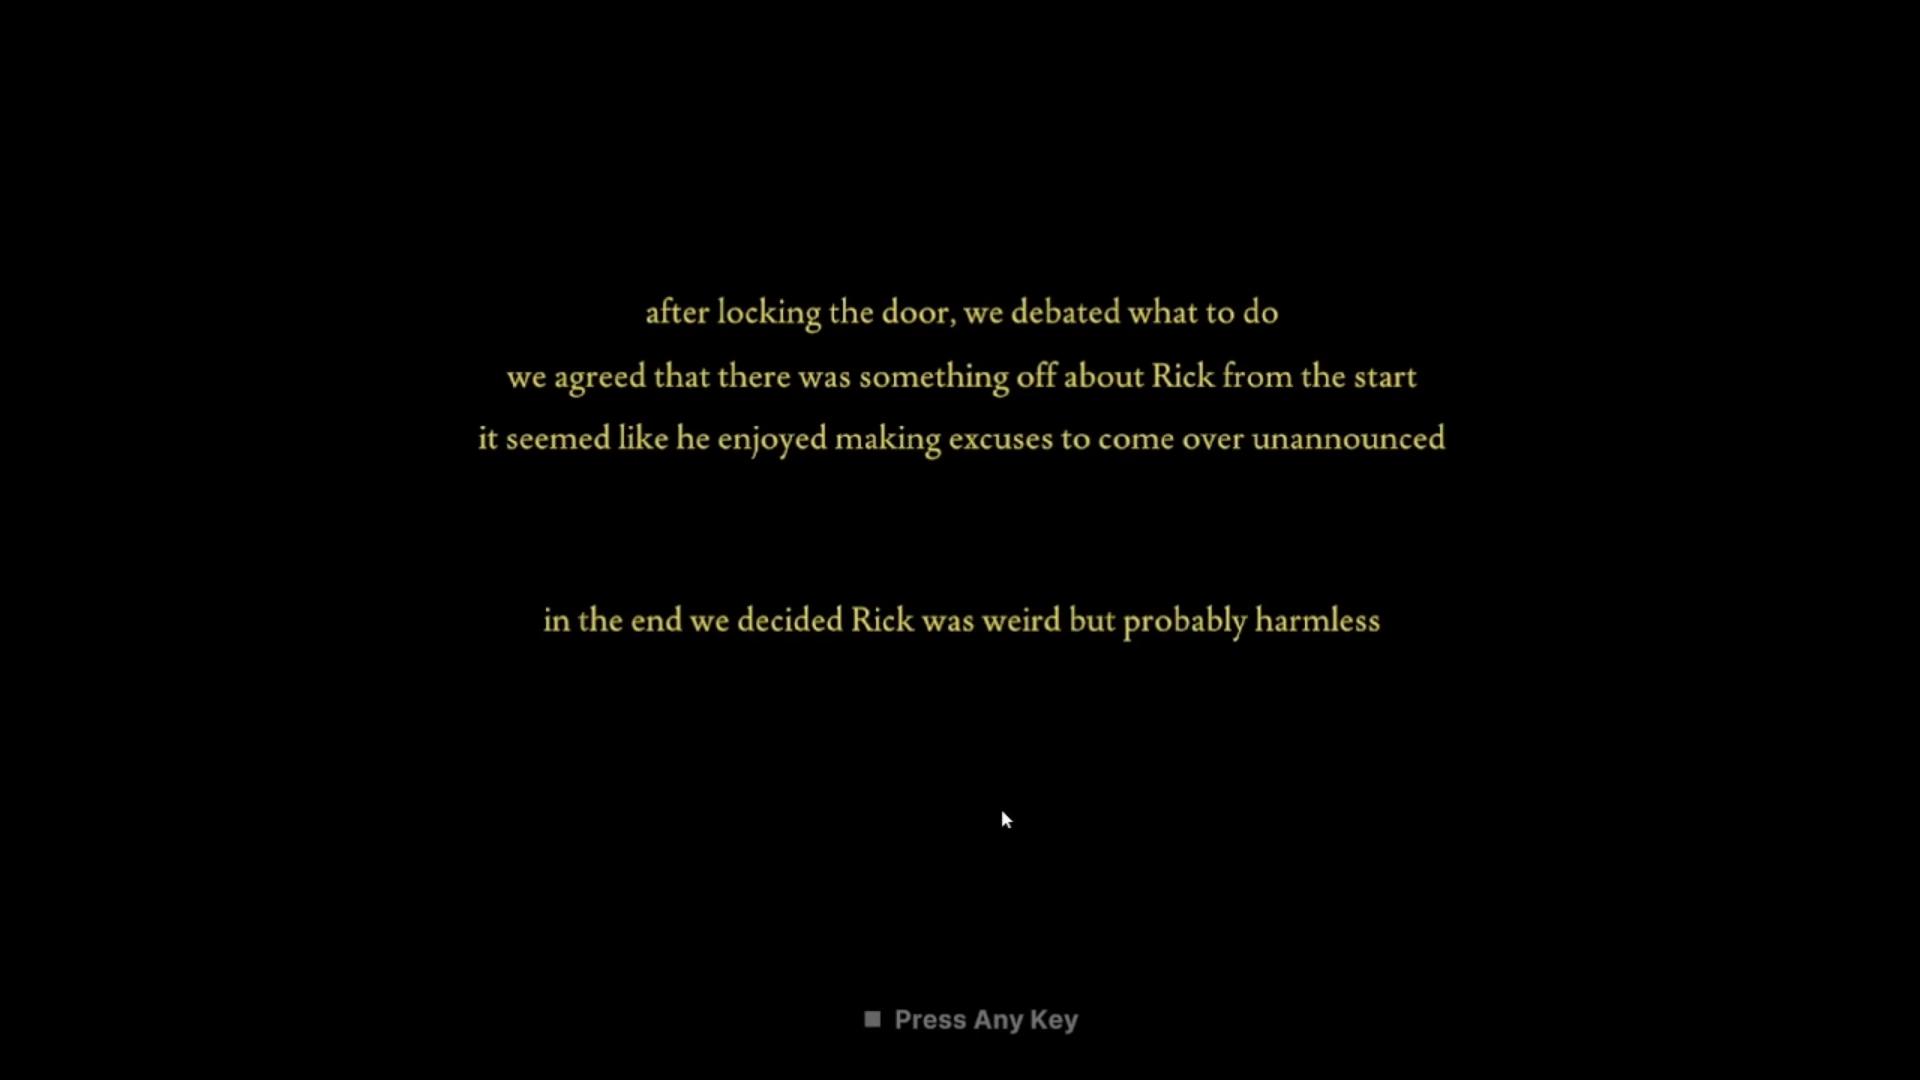 after locking the door, we debated what to do
we agreed that there was something off about Rick from the start
it seemed like he enjoyed making excuses to come over unannounced
in the end we decided Rick was weird but probably harmless
Press Any Key